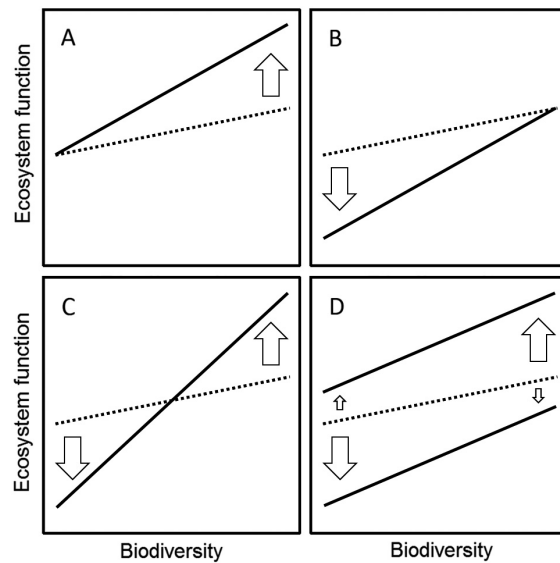 A
B
Ecosystem function
C
D
Ecosystem function
Biodiversity
Biodiversity